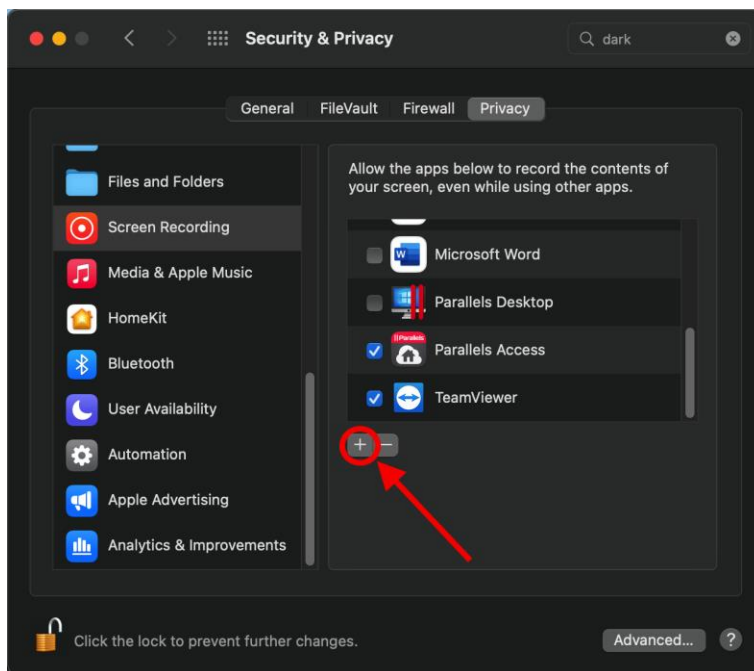 Security & Privacy
dark
General FileVault Firewall Privacy
Files and Folders
Screen Recording
Media & Apple Music
HomeKit
Bluetooth
User Availability
Automation
Apple Advertising
Analytics & Improvements
Allow the apps below to record the contents of
your screen, even while using other apps.
W
Microsoft Word
Parallels Desktop
Parallels
Parallels Access
TeamViewer
+ −
Click the lock to prevent further changes.
Advanced... ?